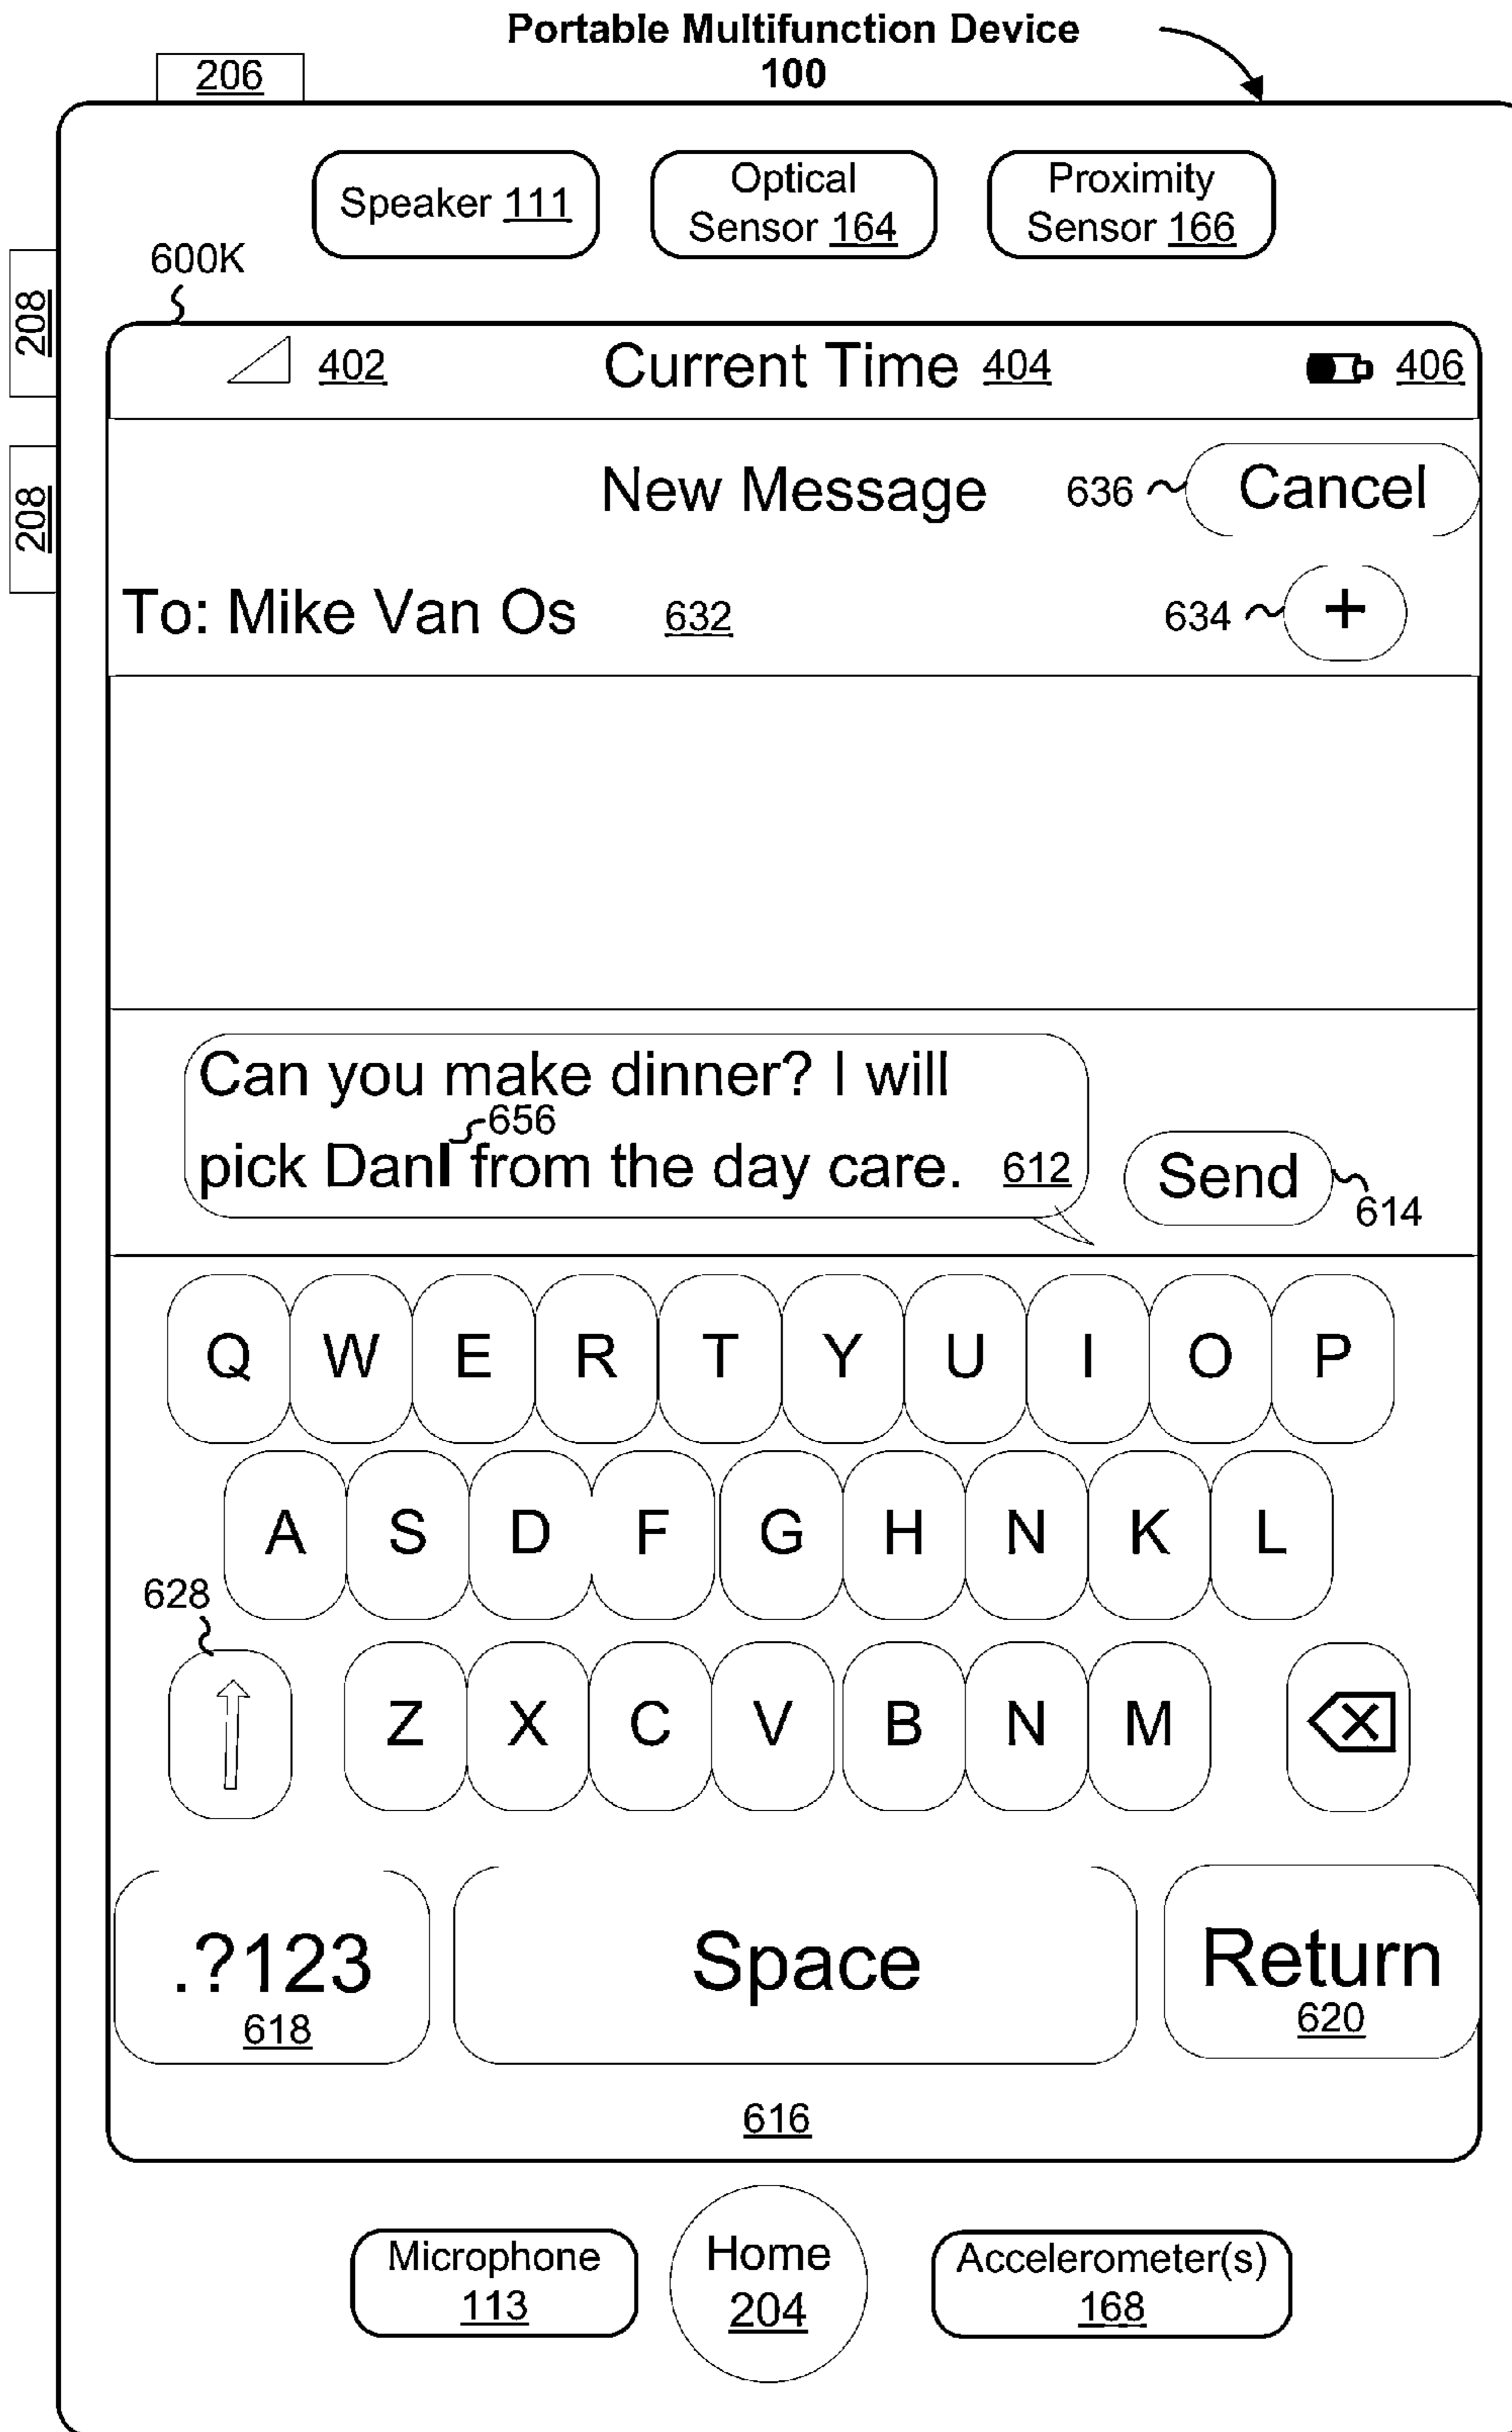 Portable Multifunction Device
100
206
Speaker 111
Optical
Sensor 164
Proximity
Sensor 166
600K
208
208
402
Current Time 404
406
New Message
636
Cancel
To: Mike Van Os
632
634
+
Can you make dinner? I will
656
pick DanI from the day care.
612
Send
614
Q W E R T Y U I O P
A S D F G H N K L
628
Z X C V B N M
.?123
618
Space
Return
620
616
Microphone
113
Home
204
Accelerometer(s)
168